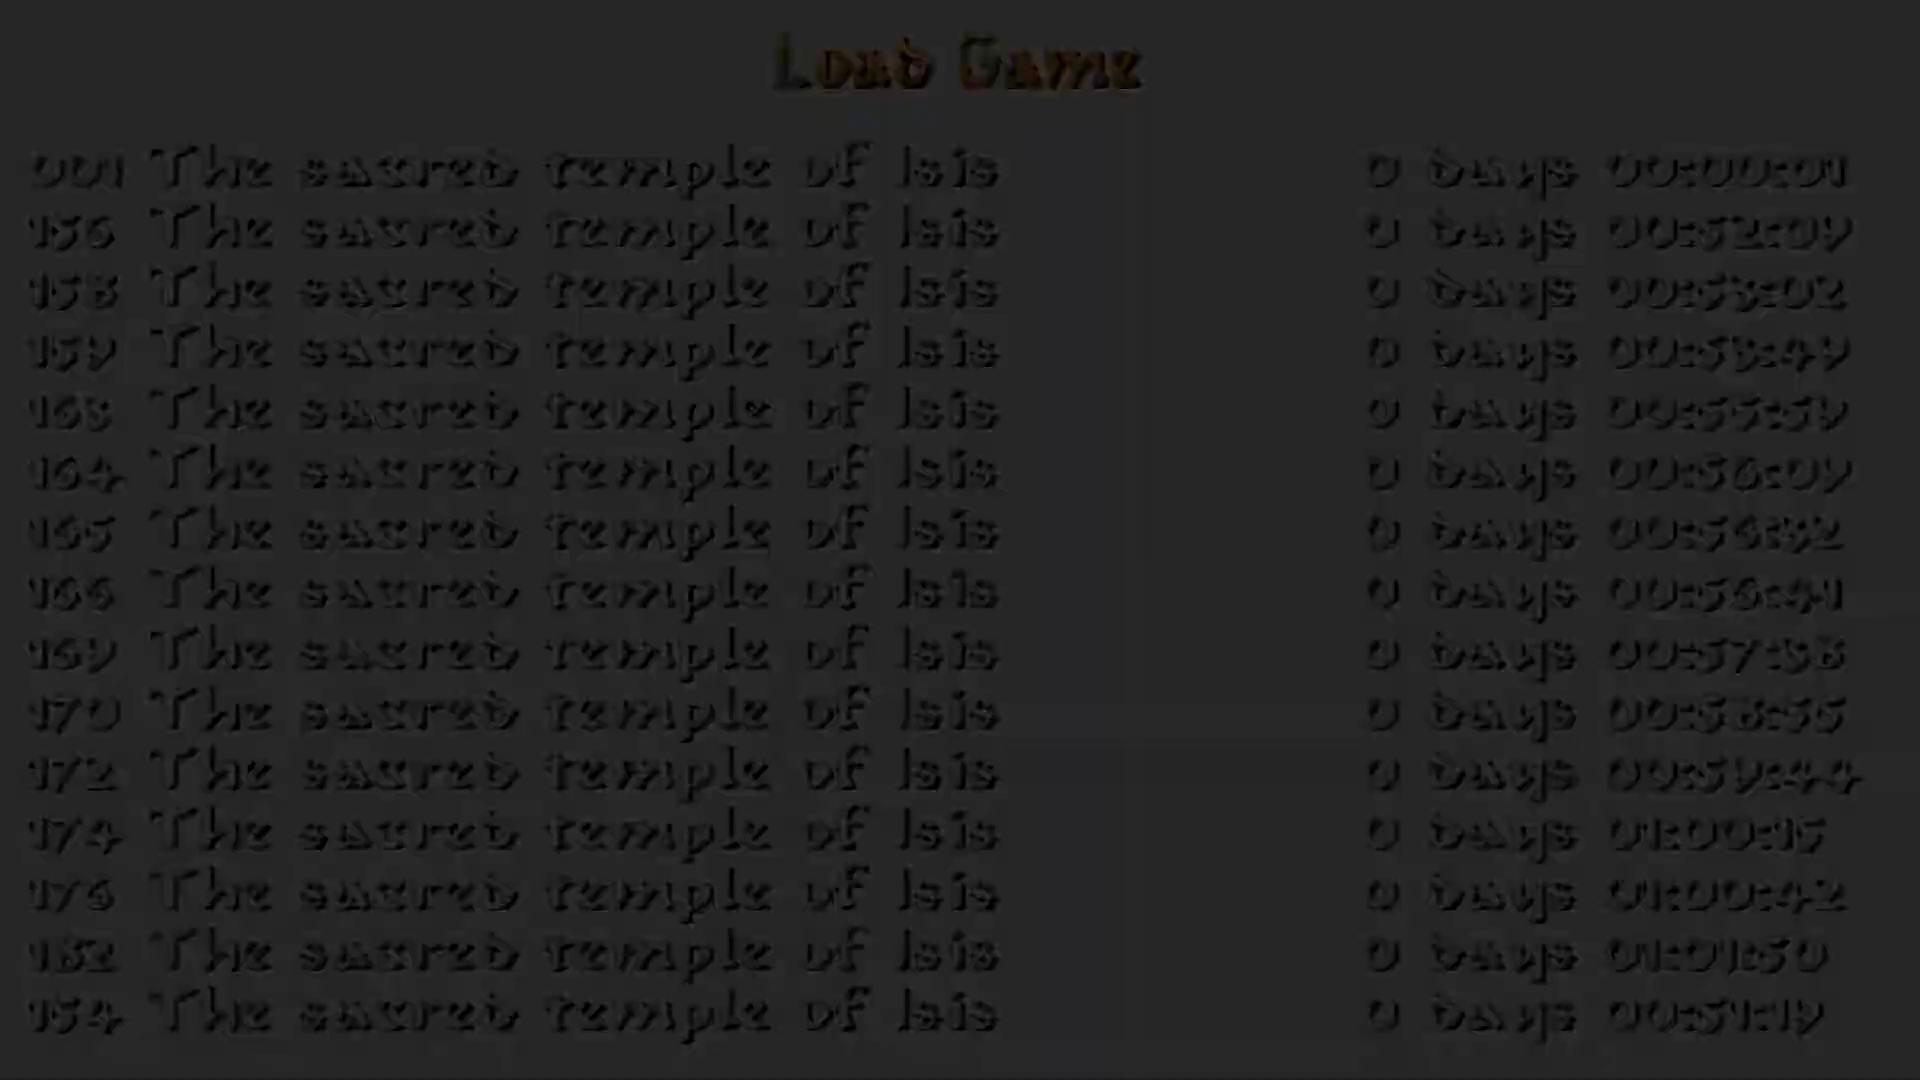 Load Game
001 The sacred temple of Isis 0 days 00:00:01
156 The sacred temple of Isis 0 days 00:52:09
158 The sacred temple of Isis 0 days 00:53:02
159 The sacred temple of Isis 0 days 00:53:49
163 The sacred temple of Isis 0 days 00:55:59
164 The sacred temple of Isis 0 days 00:56:09
165 The sacred temple of Isis 0 days 00:56:32
166 The sacred temple of Isis 0 days 00:56:41
169 The sacred temple of Isis 0 days 00:57:38
170 The sacred temple of Isis 0 days 00:58:55
172 The sacred temple of Isis 0 days 00:59:44
174 The sacred temple of Isis 0 days 01:00:15
176 The sacred temple of Isis 0 days 01:00:42
182 The sacred temple of Isis 0 days 01:01:50
154 The sacred temple of Isis 0 days 00:51:19